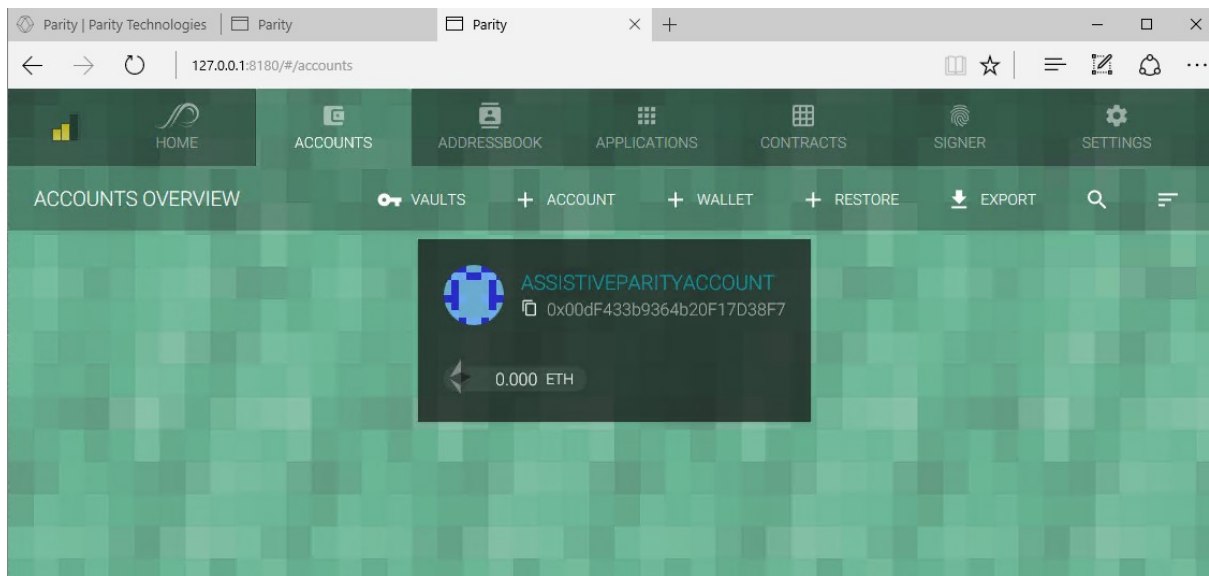 Parity | Parity Technologies Parity Parity
127.0.0.1:8180/#/accounts
HOME ACCOUNTS ADDRESSBOOK APPLICATIONS CONTRACTS SIGNER SETTINGS
ACCOUNTS OVERVIEW VAULTS + ACCOUNT + WALLET + RESTORE EXPORT
ASSISTIVEPARITYACCOUNT
0x00dF433b9364b20F17D38F7
0.000 ETH